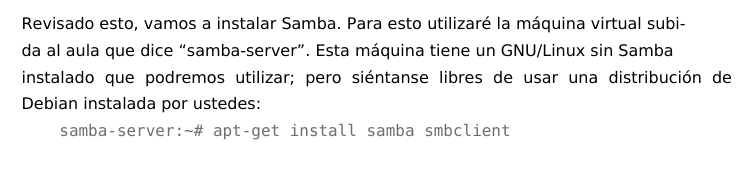 Revisado esto, vamos a instalar Samba. Para esto utilizaré la máquina virtual subi-
da al aula que dice “samba-server”. Esta máquina tiene un GNU/Linux sin Samba
instalado que podremos utilizar; pero siéntanse libres de usar una distribución de
Debian instalada por ustedes:
samba-server:~# apt-get install samba smbclient